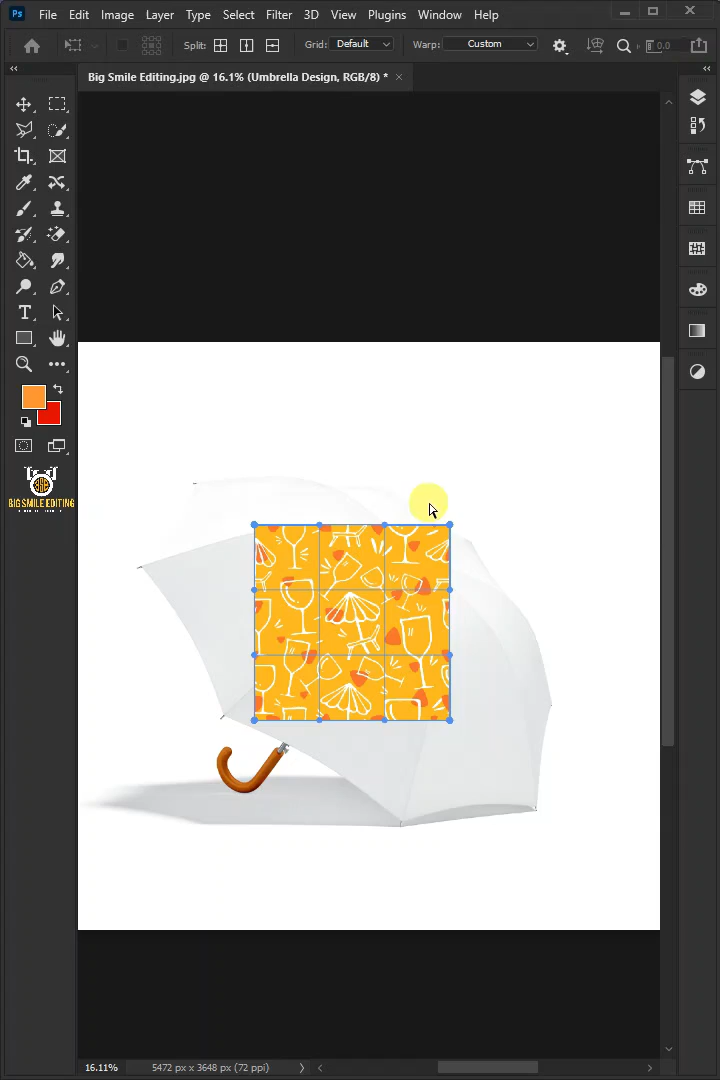 Ps File Edit Image Layer Type Select Filter 3D View Plugins Window Help
Split: Grid: Default Warp: Custom 0.0
Big Smile Editing.jpg @ 16.1% (Umbrella Design, RGB/8) *
BIG SMILE EDITING
16.11% 5472 px x 3648 px (72 ppi)